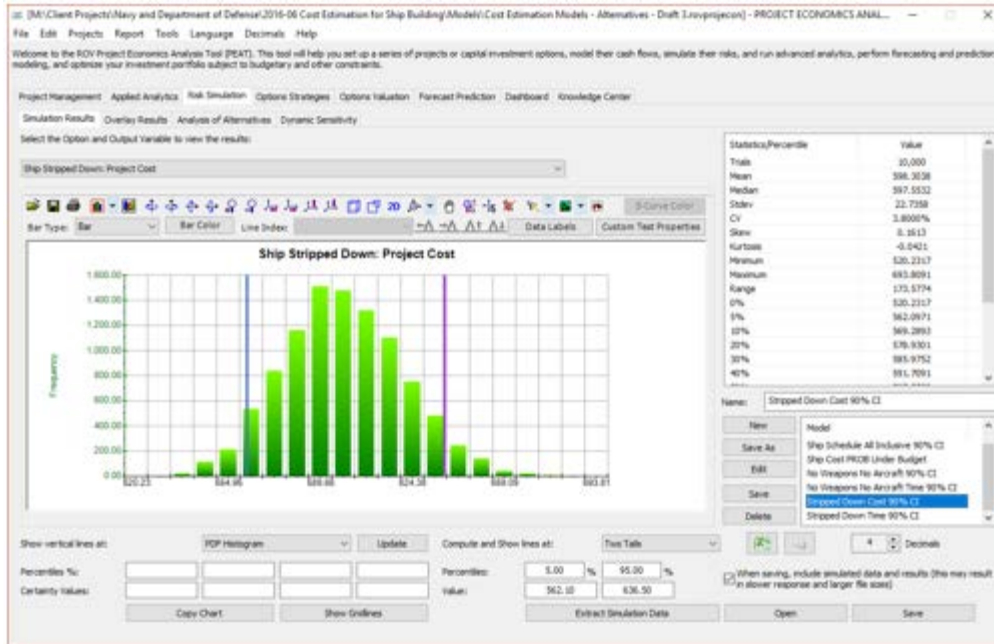 [M:\Client Projects\Navy and Department of Defense\2016-06 Cost Estimation for Ship Building\Models\Cost Estimation Models - Alternatives - Draft 3.rovprojecon] - PROJECT ECONOMICS ANAL...
File Edit Projects Report Tools Language Decimals Help
Welcome to the ROV Project Economics Analysis Tool (PEAT). This tool will help you set up a series of projects or capital investment options, model their cash flows, simulate their risks, and run advanced analytics, perform forecasting and prediction
modeling, and optimize your investment portfolio subject to budgetary and other constraints.
Project Management Applied Analytics Risk Simulation Options Strategies Options Valuation Forecast Prediction Dashboard Knowledge Center
Simulation Results Overlay Results Analysis of Alternatives Dynamic Sensitivity
Select the Option and Output Variable to view the results:
Ship Stripped Down: Project Cost
2D S-Curve Color
Bar Type: Bar Bar Color Line Index: Data Labels Custom Text Properties
Ship Stripped Down: Project Cost
Frequency
1,600.00
1,400.00
1,200.00
1,000.00
800.00
600.00
400.00
200.00
0.00
520.23 624.38 693.81
Statistics/Percentile Value
Trials 10,000
Mean 598.3038
Median 597.5532
Stdev 22.7358
CV 3.8000%
Skew 0.1613
Kurtosis -0.0421
Minimum 520.2317
Maximum 693.8091
Range 173.5774
0% 520.2317
5% 562.0971
10% 569.2893
20% 578.9301
30% 585.9752
40% 591.7091
Name: Stripped Down Cost 90% CI
New
Save As
Edit
Save
Delete
Model
Ship Schedule All Inclusive 90% CI
Ship Cost PROB Under Budget
No Weapons No Aircraft 90% CI
No Weapons No Aircraft Time 90% CI
Stripped Down Cost 90% CI
Stripped Down Time 90% CI
Show vertical lines at: PDF Histogram Update Compute and Show lines at: Two Tails 4 Decimals
Percentiles %: Percentiles: 5.00 % 95.00 %
Certainty Values: Value: 562.10 636.50
When saving, include simulated data and results (this may result
in slower response and larger file sizes)
Copy Chart Show Gridlines Extract Simulation Data Open Save